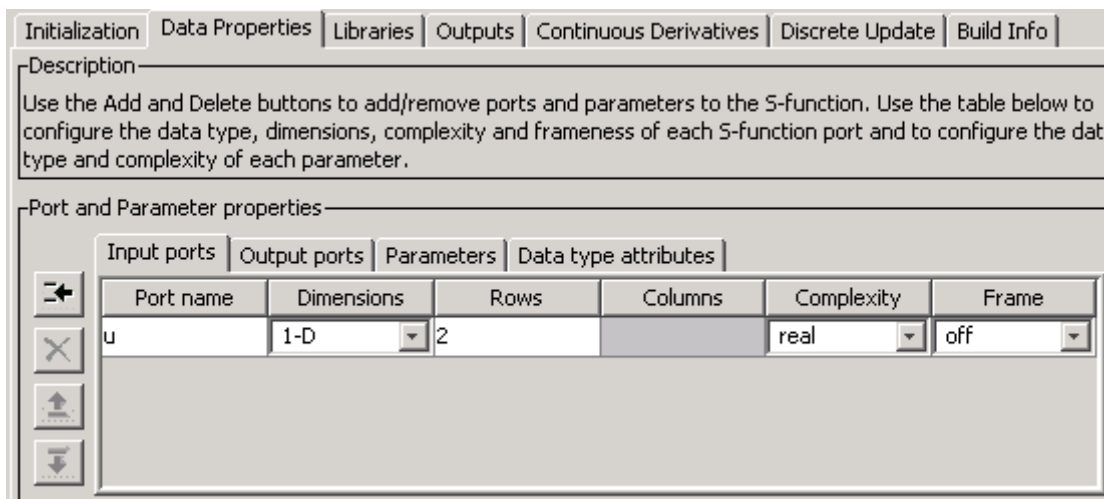 Initialization Data Properties Libraries Outputs Continuous Derivatives Discrete Update Build Info
Description
Use the Add and Delete buttons to add/remove ports and parameters to the S-function. Use the table below to
configure the data type, dimensions, complexity and frameness of each S-function port and to configure the dat
type and complexity of each parameter.
Port and Parameter properties
Input ports Output ports Parameters Data type attributes
Port name Dimensions Rows Columns Complexity Frame
u 1-D 2 real off